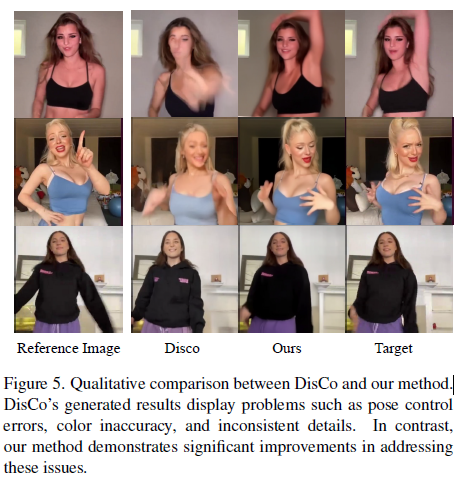 Reference Image Disco Ours Target
Figure 5. Qualitative comparison between DisCo and our method.
DisCo's generated results display problems such as pose control
errors, color inaccuracy, and inconsistent details. In contrast,
our method demonstrates significant improvements in addressing
these issues.